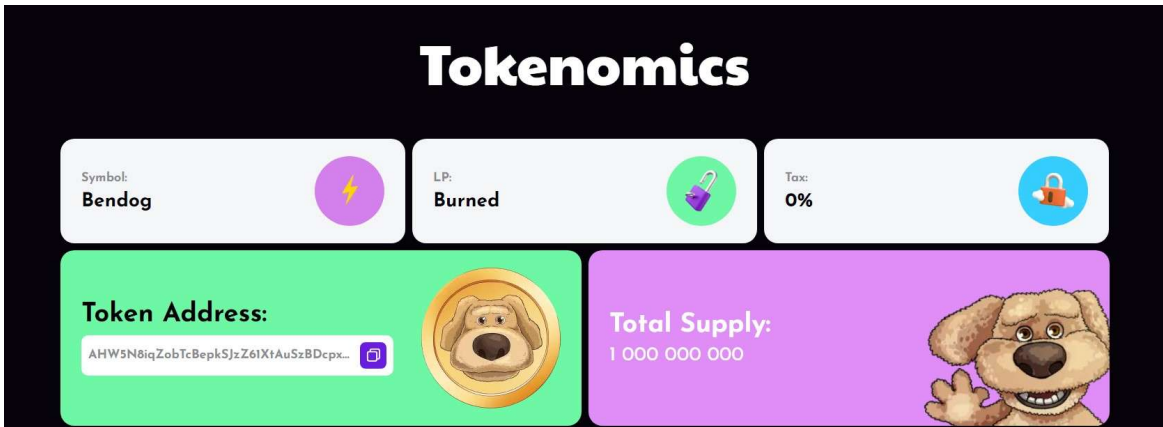 Tokenomics
Symbol:
Bendog
LP:
Burned
Tax:
0%
Token Address:
AHW5N8iqZobTcBepkSJzZ61XtAuSzBDcpx...
Total Supply:
1 000 000 000